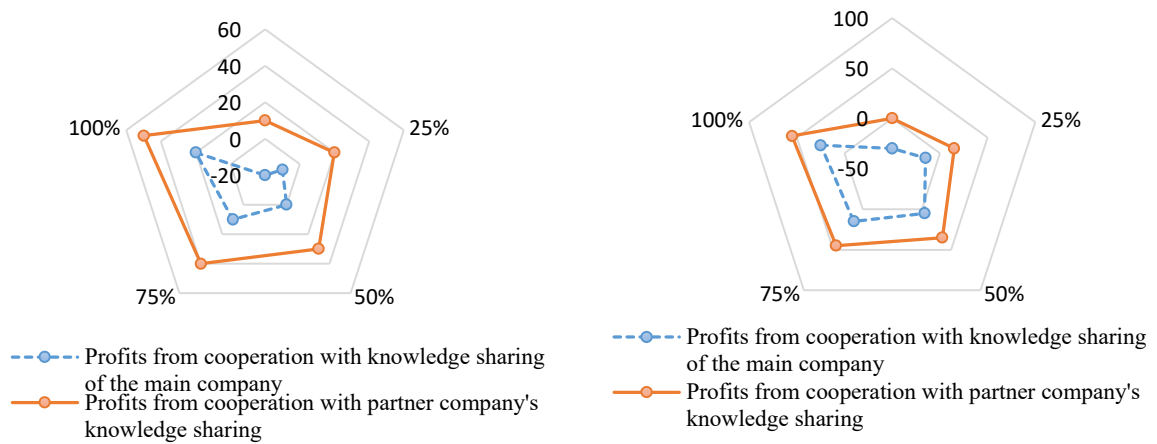 60
40
20
0
-20
25%
50%
75%
100%
Profits from cooperation with knowledge sharing
of the main company
Profits from cooperation with partner company's
knowledge sharing
100
50
0
-50
25%
50%
75%
100%
Profits from cooperation with knowledge sharing
of the main company
Profits from cooperation with partner company's
knowledge sharing